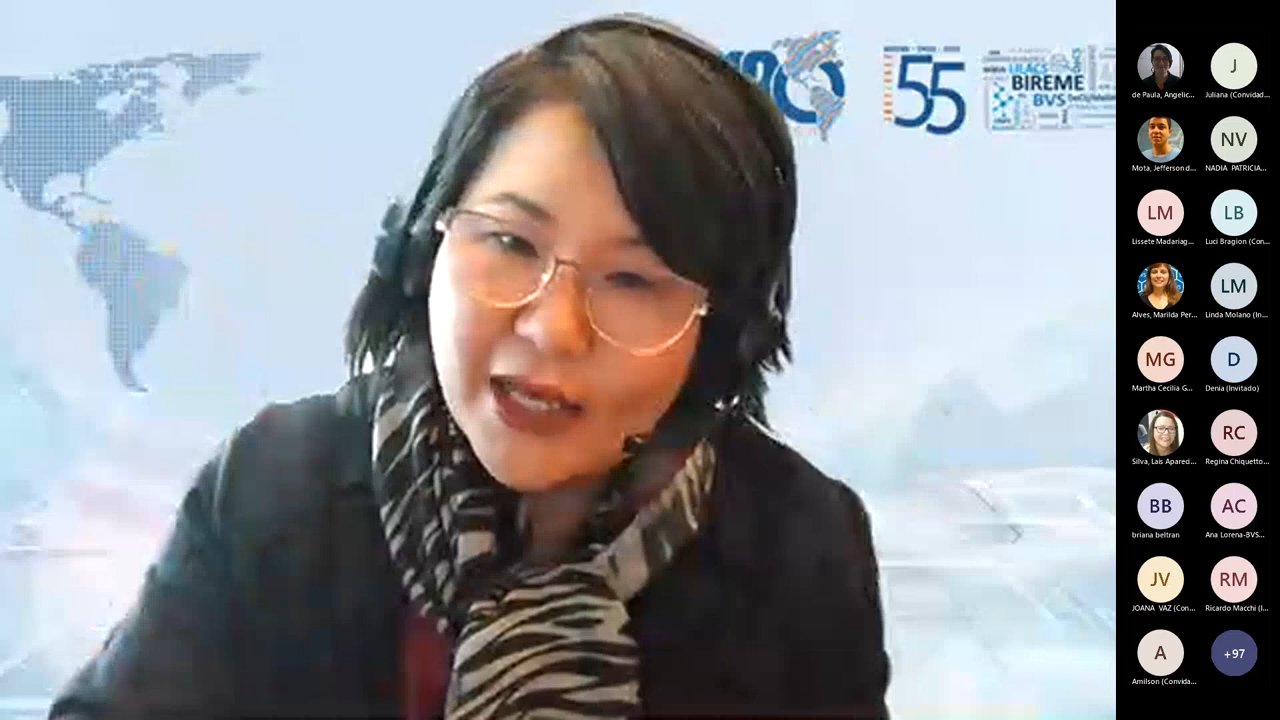 55
LILACS
BIREME
BVS
de Paula, Angelic...
J
Juliana (Convidad...
Mota, Jefferson d...
NV
NADIA PATRICIA...
LM
Lissete Madariag...
LB
Luci Bragion (Con...
Alves, Marilda Per...
LM
Linda Molano (In...
MG
Martha Cecilia G...
D
Denia (Invitado)
Silva, Lais Apared...
RC
Regina Chiquetto...
BB
briana beltran
AC
Ana Lorena-BVS...
JV
JOANA VAZ (Con...
RM
Ricardo Macchi (I...
A
Amilson (Convida...
+97